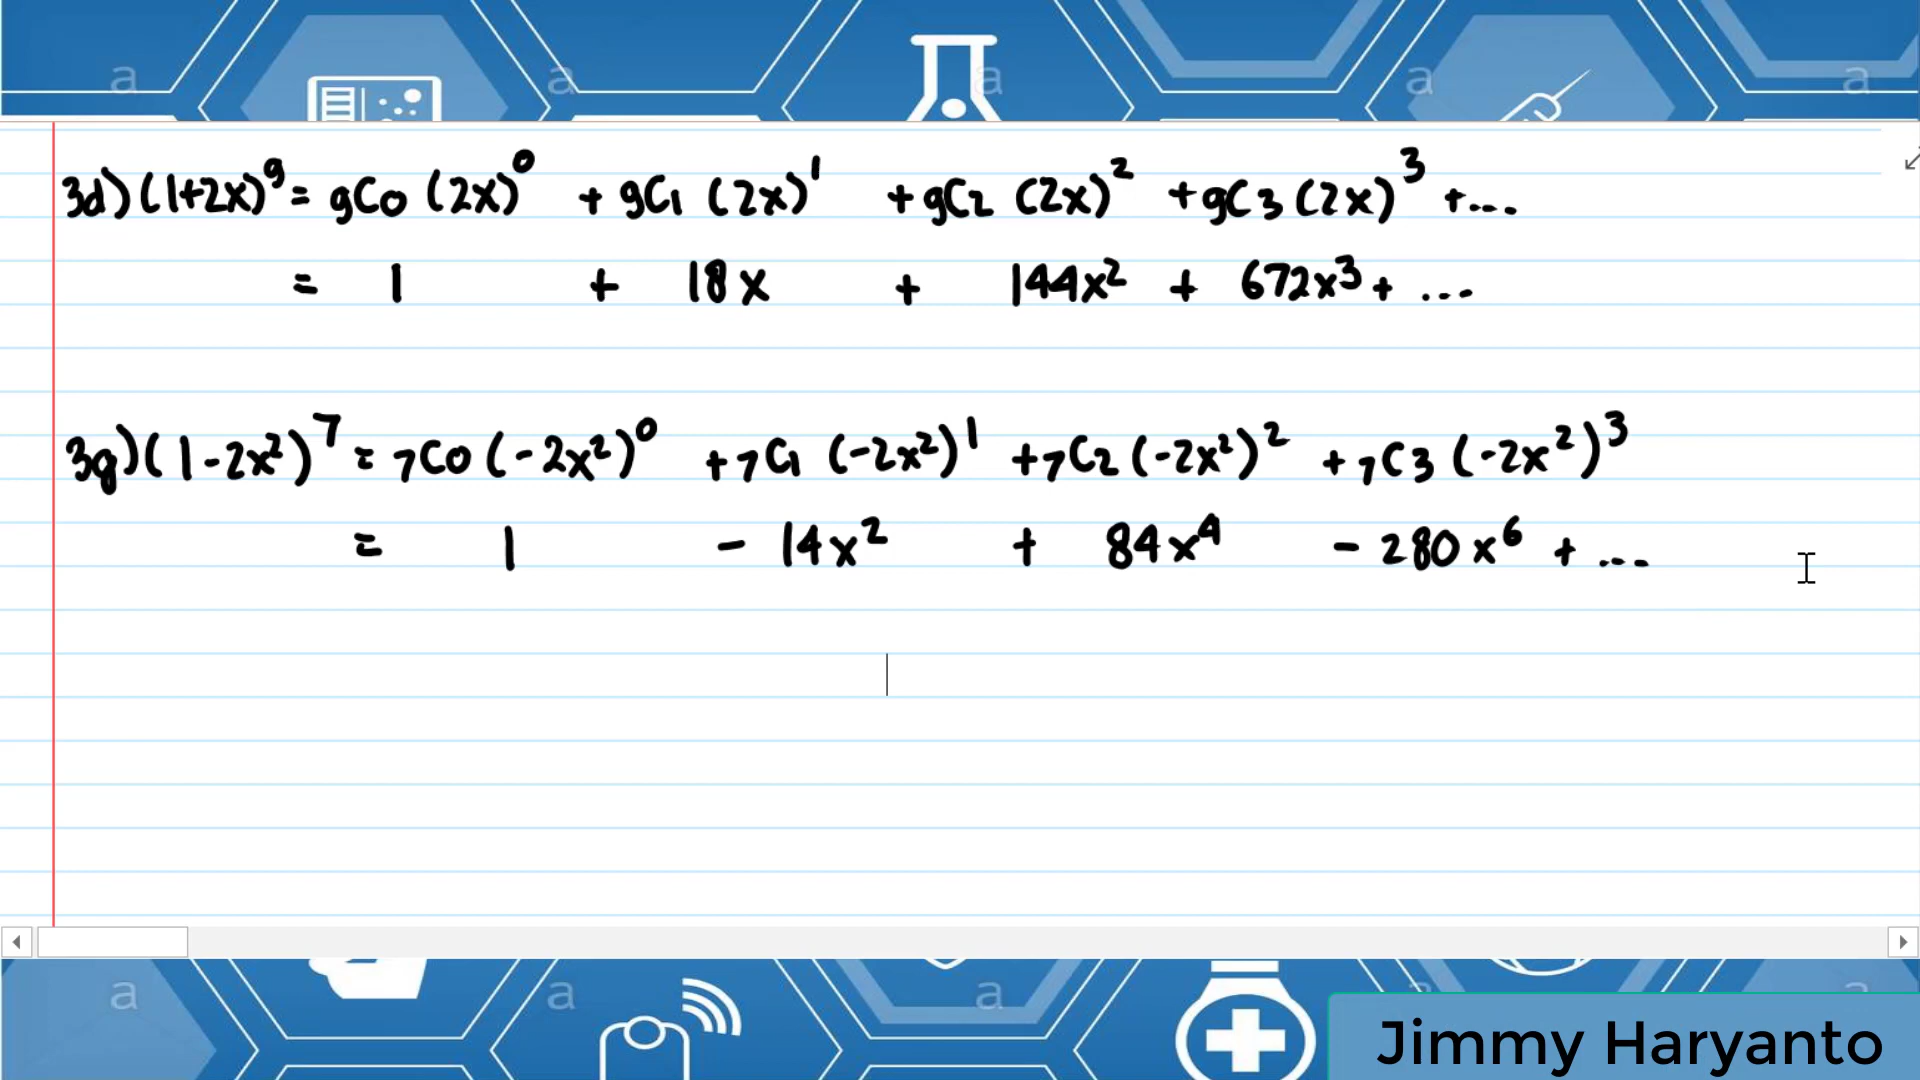 3d) (1+2x)⁹ = 9C0 (2x)⁰ + 9C1 (2x)¹ + 9C2 (2x)² + 9C3 (2x)³ + ...
= 1 + 18x + 144x² + 672x³ + ...
3g) (1-2x²)⁷ = 7C0 (-2x²)⁰ + 7C1 (-2x²)¹ + 7C2 (-2x²)² + 7C3 (-2x²)³
= 1 - 14x² + 84x⁴ - 280x⁶ + ...
Jimmy Haryanto